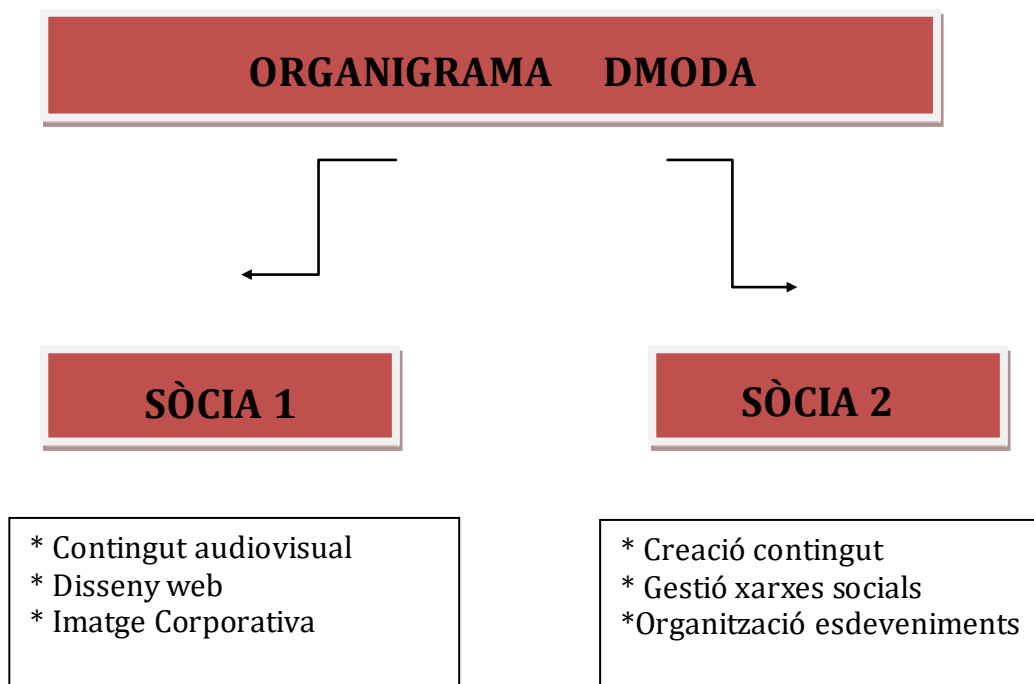 ORGANIGRAMA DMODA
SÒCIA 1
SÒCIA 2
* Contingut audiovisual
* Disseny web
* Imatge Corporativa
* Creació contingut
* Gestió xarxes socials
*Organització esdeveniments